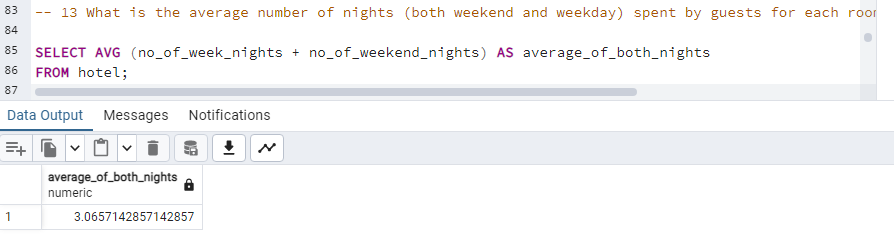 83 -- 13 What is the average number of nights (both weekend and weekday) spent by guests for each room
84
85 SELECT AVG (no_of_week_nights + no_of_weekend_nights) AS average_of_both_nights
86 FROM hotel;
87
Data Output Messages Notifications
average_of_both_nights
numeric
1 3.0657142857142857